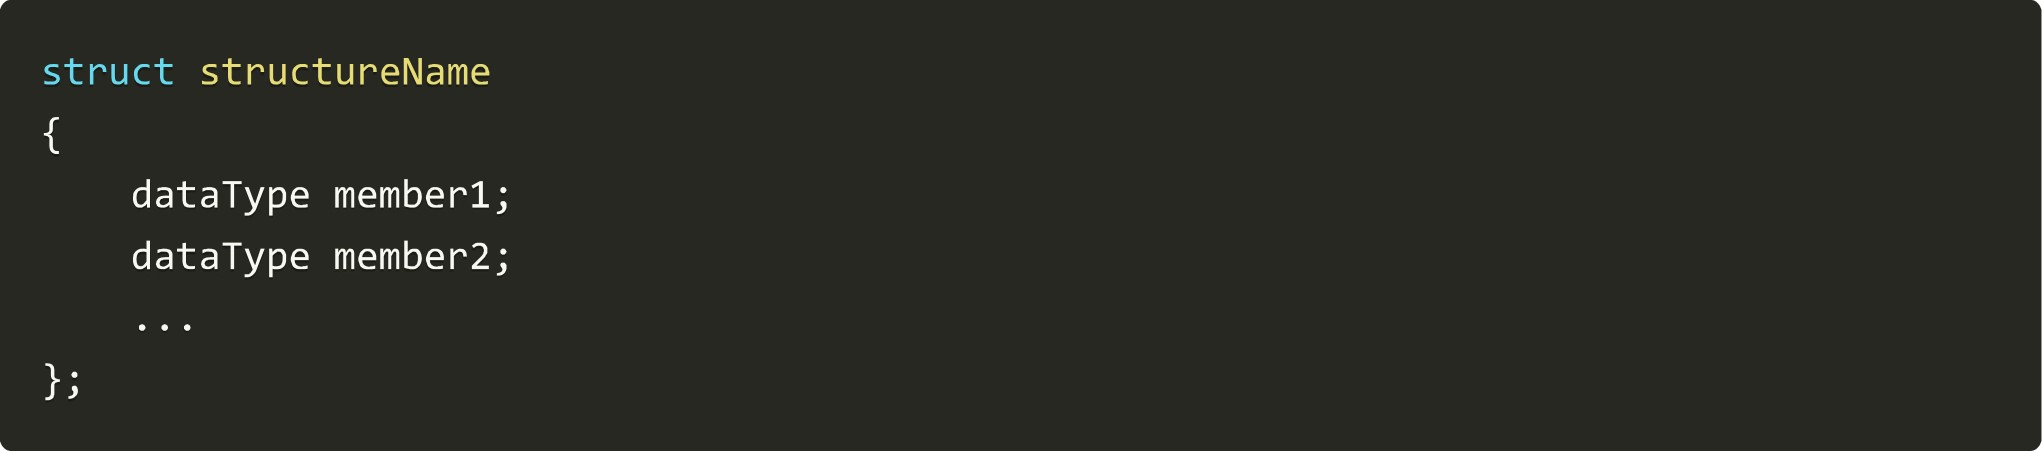 struct structureName
{
    dataType member1;
    dataType member2;
    ...
};